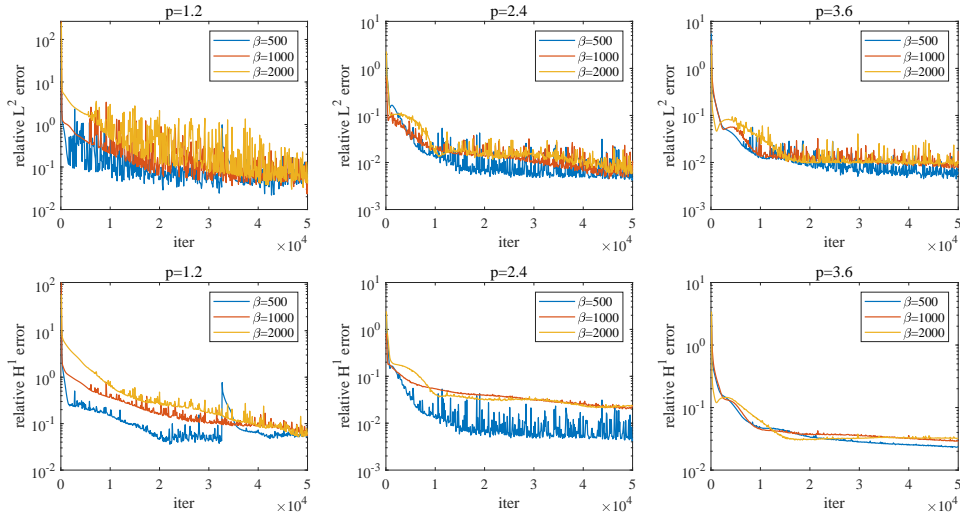 p=1.2
10^2
10^1
10^0
10^-1
10^-2
relative L^2 error
β=500
β=1000
β=2000
0 1 2 3 4 5
iter
×10^4
p=2.4
10^1
10^0
10^-1
10^-2
10^-3
relative L^2 error
β=500
β=1000
β=2000
0 1 2 3 4 5
iter
×10^4
p=3.6
10^1
10^0
10^-1
10^-2
10^-3
relative L^2 error
β=500
β=1000
β=2000
0 1 2 3 4 5
iter
×10^4
p=1.2
10^2
10^1
10^0
10^-1
10^-2
relative H^1 error
β=500
β=1000
β=2000
0 1 2 3 4 5
iter
×10^4
p=2.4
10^1
10^0
10^-1
10^-2
10^-3
relative H^1 error
β=500
β=1000
β=2000
0 1 2 3 4 5
iter
×10^4
p=3.6
10^1
10^0
10^-1
10^-2
relative H^1 error
β=500
β=1000
β=2000
0 1 2 3 4 5
iter
×10^4